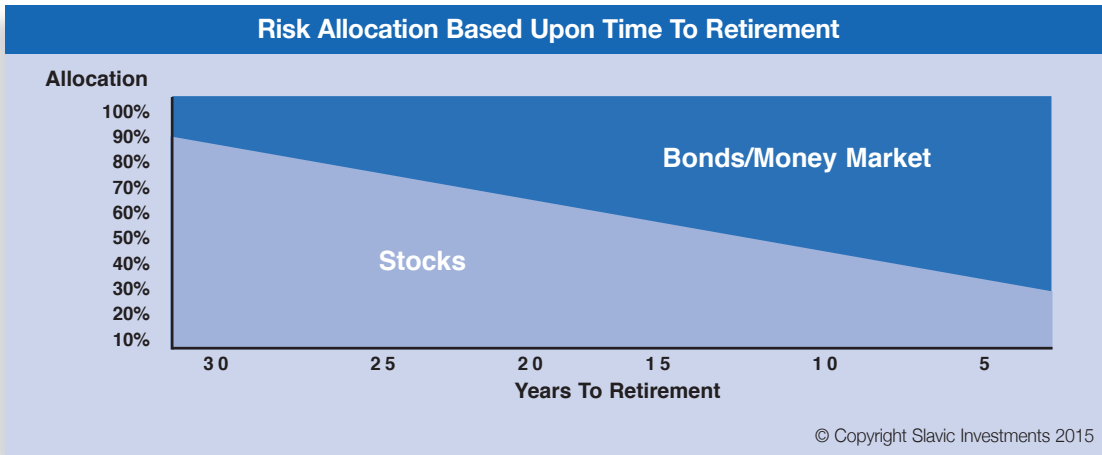 Risk Allocation Based Upon Time To Retirement
Allocation
100%
90%
80%
70%
60%
50%
40%
30%
20%
10%
Bonds/Money Market
Stocks
30 25 20 15 10 5
Years To Retirement
© Copyright Slavic Investments 2015